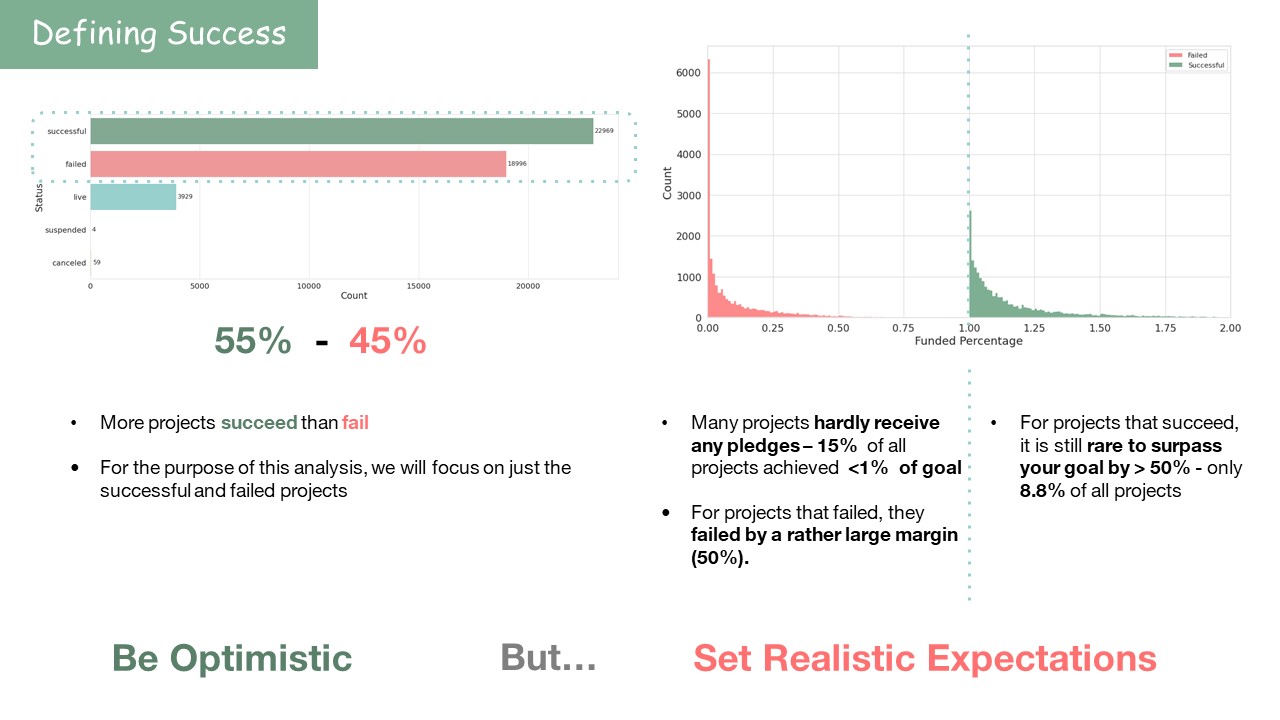 Defining Success
successful
22969
failed
18996
live
3929
suspended
4
canceled
59
Status
0 5000 10000 15000 20000
Count
55% - 45%
• More projects succeed than fail
• For the purpose of this analysis, we will focus on just the
successful and failed projects
Failed
Successful
6000
5000
4000
3000
2000
1000
0
Count
0.00 0.25 0.50 0.75 1.00 1.25 1.50 1.75 2.00
Funded Percentage
• Many projects hardly receive
any pledges – 15% of all
projects achieved <1% of goal
• For projects that failed, they
failed by a rather large margin
(50%).
• For projects that succeed,
it is still rare to surpass
your goal by > 50% - only
8.8% of all projects
Be Optimistic
But...
Set Realistic Expectations